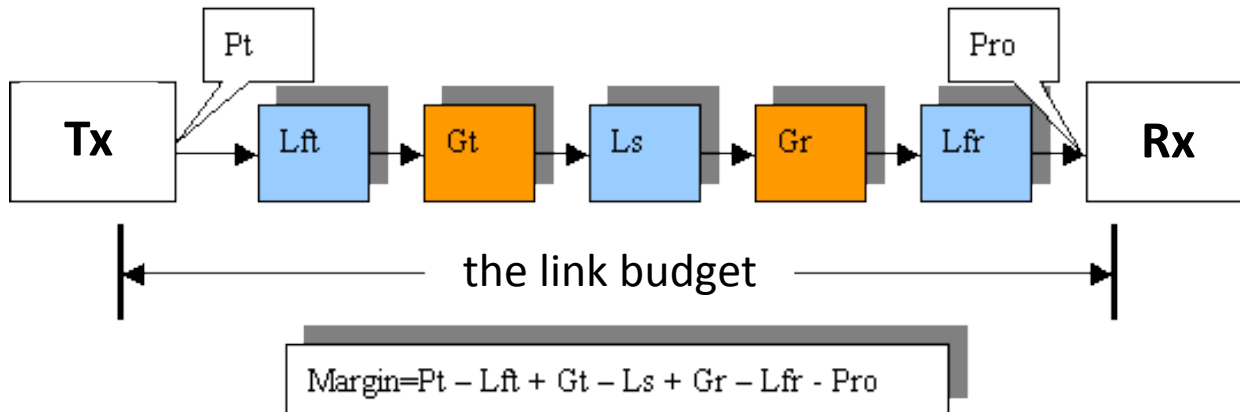 Pt
Pro
Tx
Lft
Gt
Ls
Gr
Lfr
Rx
the link budget
Margin=Pt – Lft + Gt – Ls + Gr – Lfr - Pro